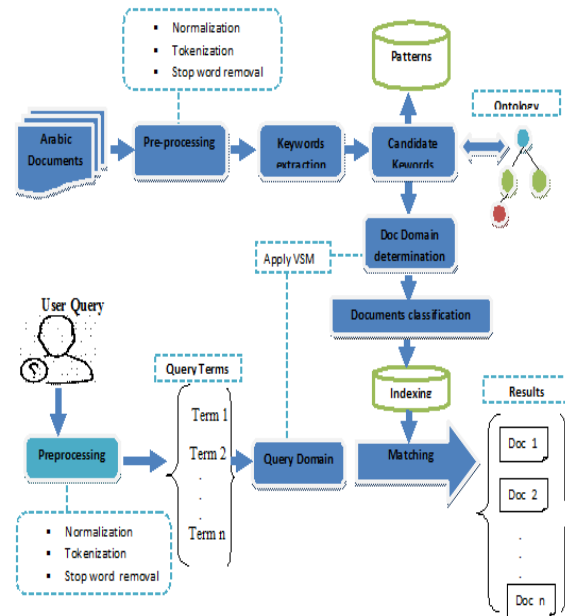 Normalization
Tokenization
Stop word removal
Patterns
Ontology
Arabic
Documents
Pre-processing
Keywords
extraction
Candidate
Kewords
Doc Domain
determination
Apply VSM
Documents classification
User Query
?
Query Terms
Indexing
Results
Preprocessing
Term 1
Term 2
.
.
Term n
Query Domain
Matching
Doc 1
Doc 2
.
.
.
Doc n
Normalization
Tokenization
Stop word removal